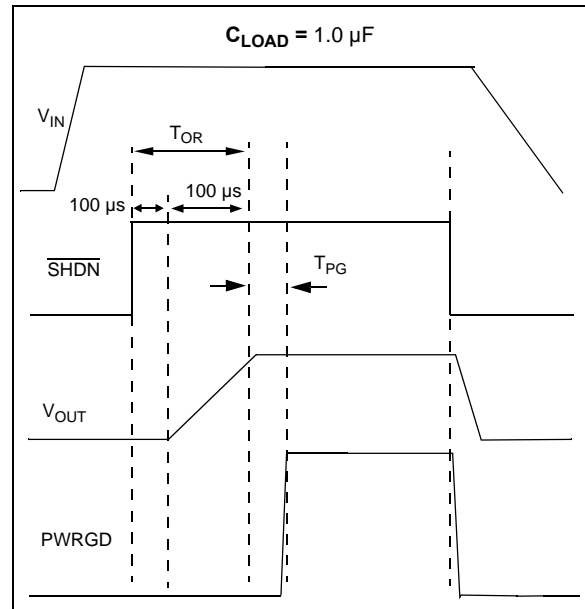 C_LOAD = 1.0 µF
V_IN
T_OR
100 µs
100 µs
SHDN
T_PG
V_OUT
PWRGD